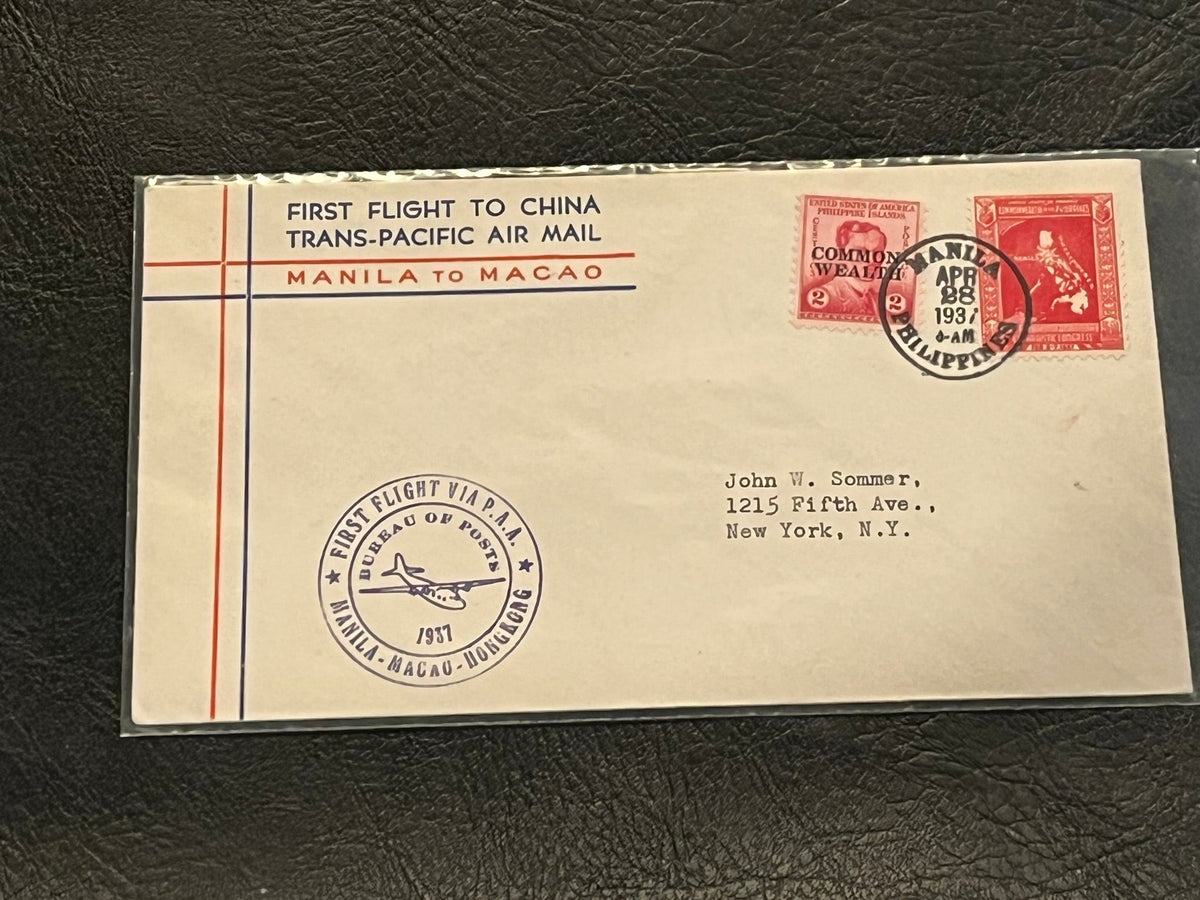 FIRST FLIGHT TO CHINA
TRANS-PACIFIC AIR MAIL
MANILA TO MACAO
UNITED STATES OF AMERICA
PHILIPPINE ISLANDS
COMMON
WEALTH
2 2
MANILA
APR
28
1937
AM
PHILIPPINES
John W. Sommer,
1215 Fifth Ave.,
New York, N.Y.
FIRST FLIGHT VIA P.A.A.
BUREAU OF POSTS
1937
★ MANILA - MACAO - HONGKONG ★